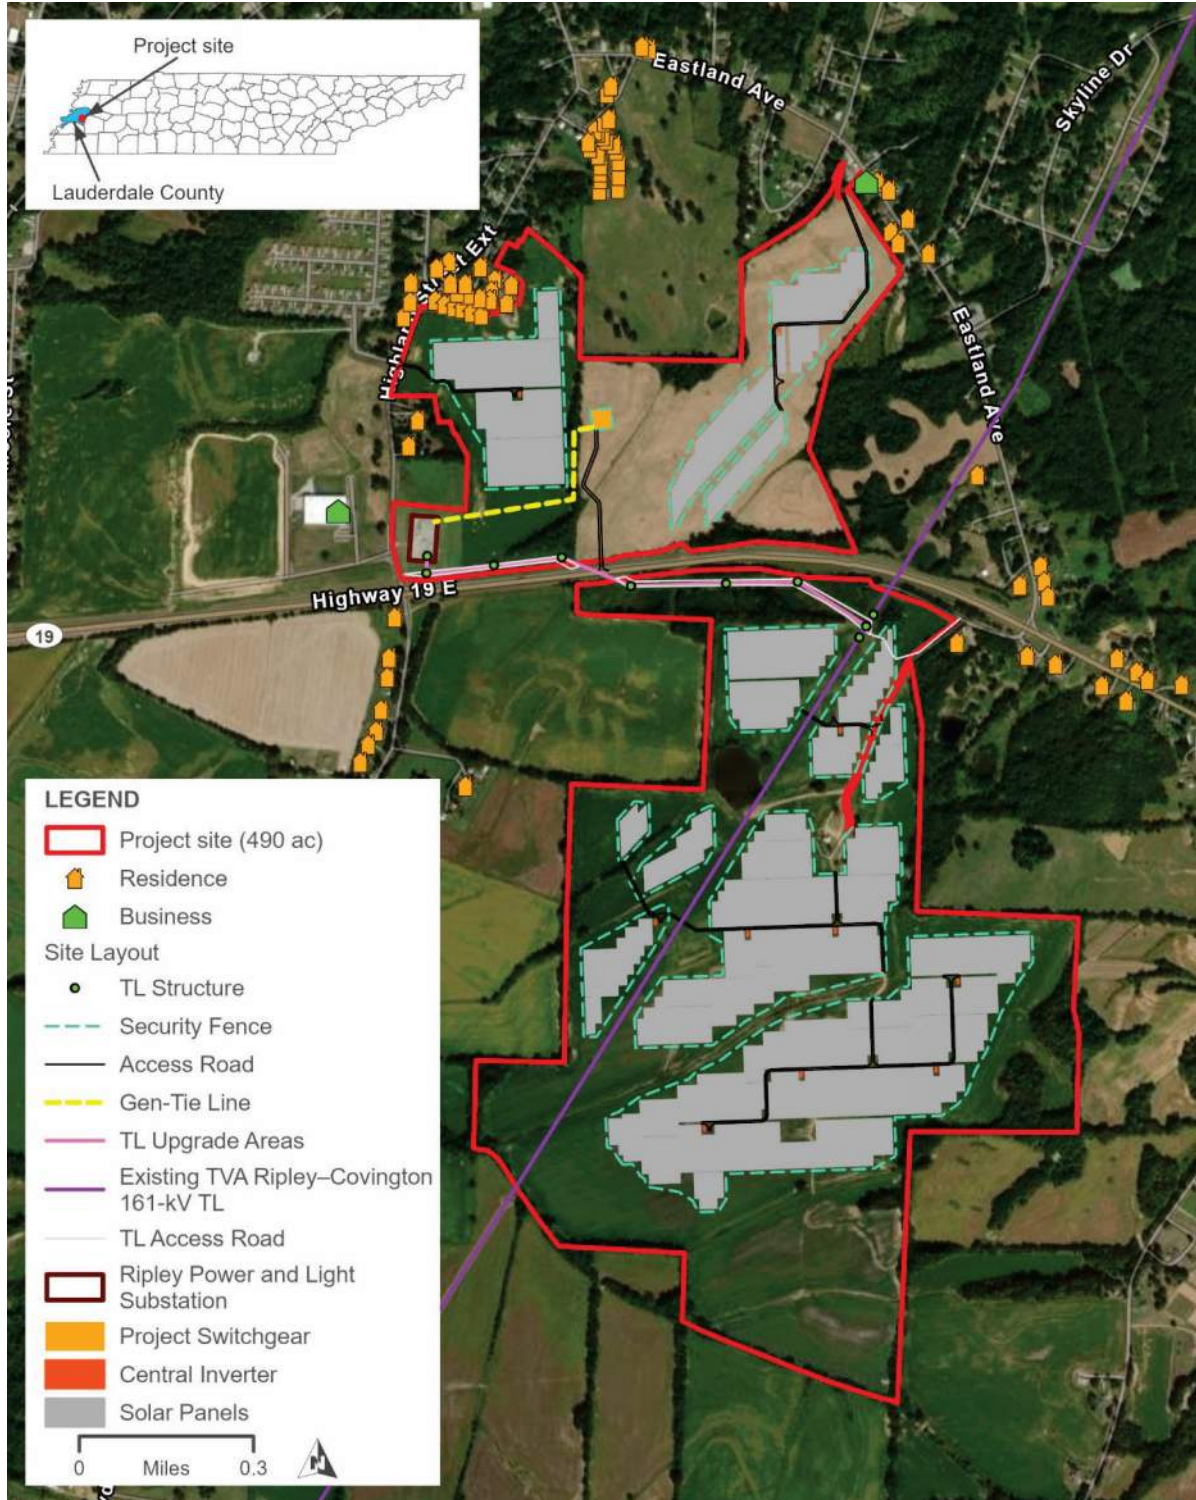 Project site
Lauderdale County
Eastland Ave
Skyline Dr
Eastland Ave
Highway 19 E
19
LEGEND
Project site (490 ac)
Residence
Business
Site Layout
TL Structure
Security Fence
Access Road
Gen-Tie Line
TL Upgrade Areas
Existing TVA Ripley–Covington
161-kV TL
TL Access Road
Ripley Power and Light
Substation
Project Switchgear
Central Inverter
Solar Panels
0 Miles 0.3
N